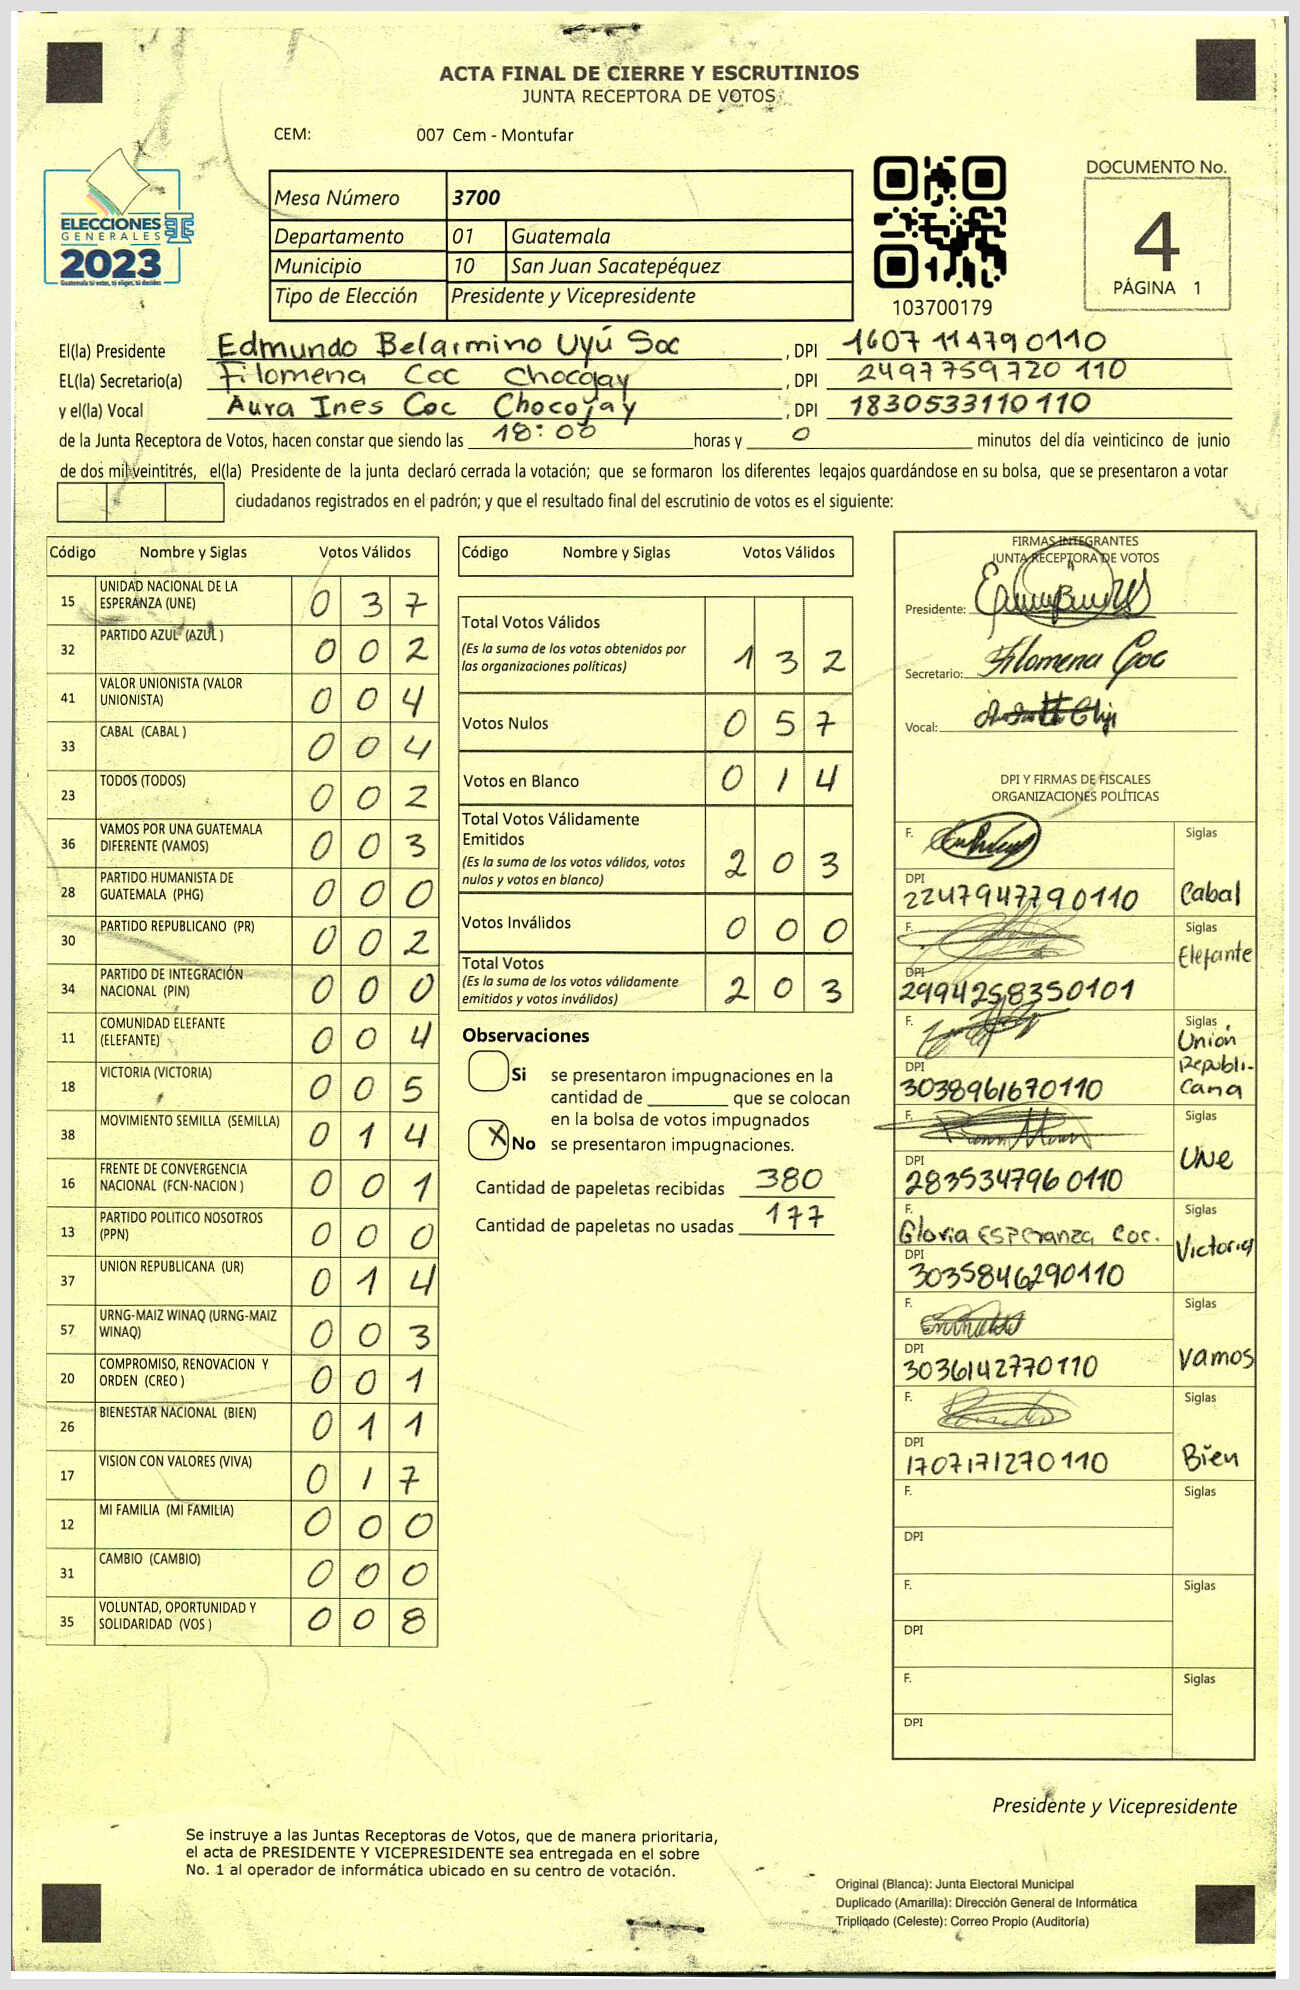 ACTA FINAL DE CIERRE Y ESCRUTINIOS
JUNTA RECEPTORA DE VOTOS
CEM: 007 Cem - Montufar
ELECCIONES
GENERALES
2023
Guatemala tú votas, tú eliges, tú decides
Mesa Número 3700
Departamento 01 Guatemala
Municipio 10 San Juan Sacatepéquez
Tipo de Elección Presidente y Vicepresidente
103700179
DOCUMENTO No.
4
PÁGINA 1
El(la) Presidente Edmundo Belarmino Uyú Soc , DPI 1607 11479 0110
EL(la) Secretario(a) Filomena Coc Chocojay , DPI 2497759720 110
y el(la) Vocal Aura Ines Coc Chocojay , DPI 1830533110110
de la Junta Receptora de Votos, hacen constar que siendo las 18:00 horas y 0 minutos del día veinticinco de junio
de dos mil veintitrés, el(la) Presidente de la junta declaró cerrada la votación; que se formaron los diferentes legajos guardándose en su bolsa, que se presentaron a votar
ciudadanos registrados en el padrón; y que el resultado final del escrutinio de votos es el siguiente:
Código Nombre y Siglas Votos Válidos
15 UNIDAD NACIONAL DE LA ESPERANZA (UNE) 0 3 7
32 PARTIDO AZUL (AZUL ) 0 0 2
41 VALOR UNIONISTA (VALOR UNIONISTA) 0 0 4
33 CABAL (CABAL ) 0 0 4
23 TODOS (TODOS) 0 0 2
36 VAMOS POR UNA GUATEMALA DIFERENTE (VAMOS) 0 0 3
28 PARTIDO HUMANISTA DE GUATEMALA (PHG) 0 0 0
30 PARTIDO REPUBLICANO (PR) 0 0 2
34 PARTIDO DE INTEGRACIÓN NACIONAL (PIN) 0 0 0
11 COMUNIDAD ELEFANTE (ELEFANTE) 0 0 4
18 VICTORIA (VICTORIA) 0 0 5
38 MOVIMIENTO SEMILLA (SEMILLA) 0 1 4
16 FRENTE DE CONVERGENCIA NACIONAL (FCN-NACION ) 0 0 1
13 PARTIDO POLITICO NOSOTROS (PPN) 0 0 0
37 UNION REPUBLICANA (UR) 0 1 4
57 URNG-MAIZ WINAQ (URNG-MAIZ WINAQ) 0 0 3
20 COMPROMISO, RENOVACION Y ORDEN (CREO ) 0 0 1
26 BIENESTAR NACIONAL (BIEN) 0 1 1
17 VISION CON VALORES (VIVA) 0 1 7
12 MI FAMILIA (MI FAMILIA) 0 0 0
31 CAMBIO (CAMBIO) 0 0 0
35 VOLUNTAD, OPORTUNIDAD Y SOLIDARIDAD (VOS ) 0 0 8
Código Nombre y Siglas Votos Válidos
Total Votos Válidos
(Es la suma de los votos obtenidos por las organizaciones políticas) 1 3 2
Votos Nulos 0 5 7
Votos en Blanco 0 1 4
Total Votos Válidamente Emitidos
(Es la suma de los votos válidos, votos nulos y votos en blanco) 2 0 3
Votos Inválidos 0 0 0
Total Votos
(Es la suma de los votos válidamente emitidos y votos inválidos) 2 0 3
Observaciones
Si se presentaron impugnaciones en la
cantidad de ________ que se colocan
en la bolsa de votos impugnados
X No se presentaron impugnaciones.
Cantidad de papeletas recibidas 380
Cantidad de papeletas no usadas 177
FIRMAS INTEGRANTES
JUNTA RECEPTORA DE VOTOS
Presidente:
Secretario: Filomena Coc
Vocal:
DPI Y FIRMAS DE FISCALES
ORGANIZACIONES POLÍTICAS
F. Siglas
DPI 2247947790110 Cabal
F. Siglas
DPI 2994258350101 Elefante
F. Siglas
DPI 3038961670110 Unión Republi-cana
F. Siglas
DPI 2835347960110 UNE
F. Gloria Esperanza Coc. Siglas
DPI 3035846290110 Victoria
F. Siglas
DPI 3036142770110 Vamos
F. Siglas
DPI 1707171270110 Bien
F. Siglas
DPI
F. Siglas
DPI
F. Siglas
DPI
Presidente y Vicepresidente
Se instruye a las Juntas Receptoras de Votos, que de manera prioritaria,
el acta de PRESIDENTE Y VICEPRESIDENTE sea entregada en el sobre
No. 1 al operador de informática ubicado en su centro de votación.
Original (Blanca): Junta Electoral Municipal
Duplicado (Amarilla): Dirección General de Informática
Triplicado (Celeste): Correo Propio (Auditoría)